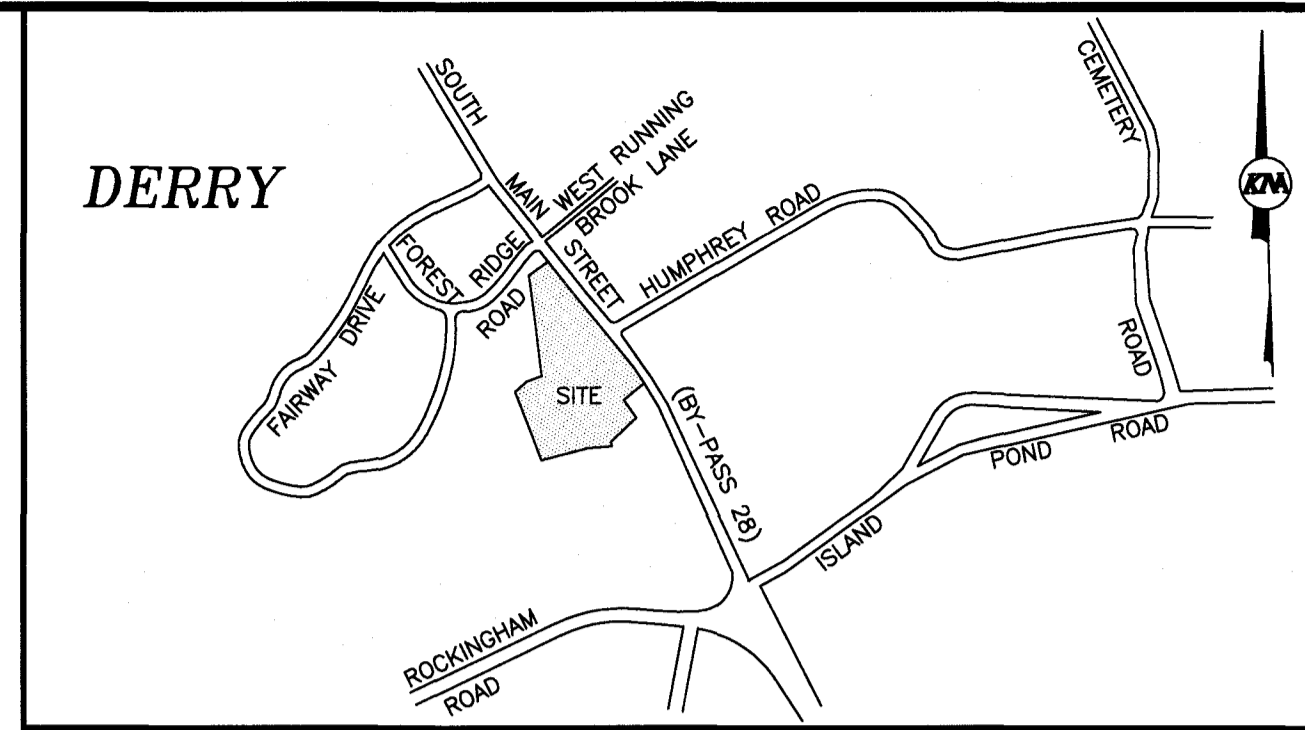 DERRY
SOUTH
MAIN
STREET
(BY-PASS 28)
WEST RUNNING
BROOK LANE
HUMPHREY ROAD
CEMETERY
ROAD
KNA
FOREST
RIDGE
ROAD
FAIRWAY DRIVE
SITE
ISLAND
POND
ROAD
ROCKINGHAM
ROAD